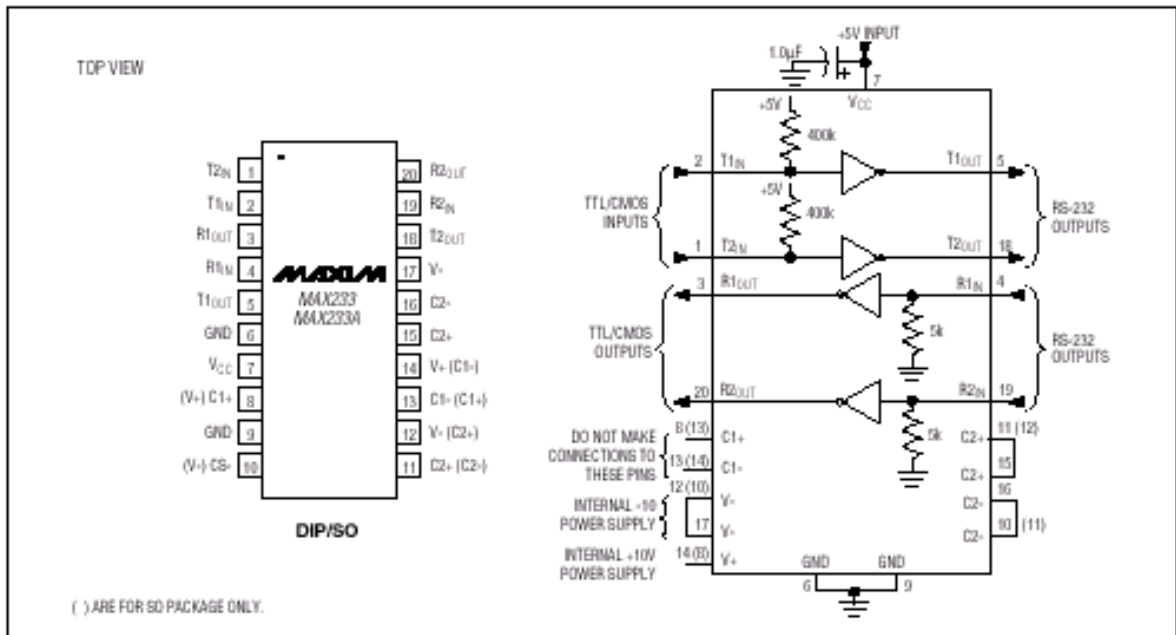 TOP VIEW
T2IN 1
T1IN 2
R1OUT 3
R1IN 4
T1OUT 5
GND 6
VCC 7
(V+) C1+ 8
GND 9
(V-) CS- 10
20 R2OUT
19 R2IN
18 T2OUT
17 V-
16 C2-
15 C2+
14 V+ (C1-)
13 C1- (C1+)
12 V- (C2+)
11 C2+ (C2-)
MAXIM
MAX233
MAX233A
DIP/SO
( ) ARE FOR SO PACKAGE ONLY.
+5V INPUT
1.0µF
+
7
VCC
+5V
400k
2 T1IN
T1OUT 5
+5V
400k
TTL/CMOS
INPUTS
RS-232
OUTPUTS
1 T2IN
T2OUT 18
3 R1OUT
R1IN 4
5k
TTL/CMOS
OUTPUTS
RS-232
OUTPUTS
20 R2OUT
R2IN 19
5k
DO NOT MAKE
CONNECTIONS TO
THESE PINS
8 (13) C1+
13 (14) C1-
INTERNAL -10
POWER SUPPLY
12 (10) V-
17 V-
INTERNAL +10V
POWER SUPPLY
14 (8) V+
C2+ 11 (12)
C2+ 15
C2- 16
C2- 10 (11)
GND GND
6 9